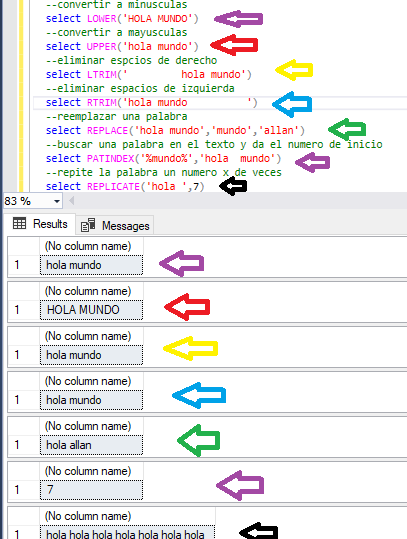 --convertir a minusculas
select LOWER('HOLA MUNDO')
--convertir a mayusculas
select UPPER('hola mundo')
--eliminar espcios de derecho
select LTRIM('        hola mundo')
--eliminar espacios de izquierda
select RTRIM('hola mundo        ')
--reemplazar una palabra
select REPLACE('hola mundo','mundo','allan')
--buscar una palabra en el texto y da el numero de inicio
select PATINDEX('%mundo%','hola  mundo')
--repite la palabra un numero x de veces
select REPLICATE('hola ',7)
83 %
Results Messages
(No column name)
1 hola mundo
(No column name)
1 HOLA MUNDO
(No column name)
1 hola mundo
(No column name)
1 hola mundo
(No column name)
1 hola allan
(No column name)
1 7
(No column name)
1 hola hola hola hola hola hola hola